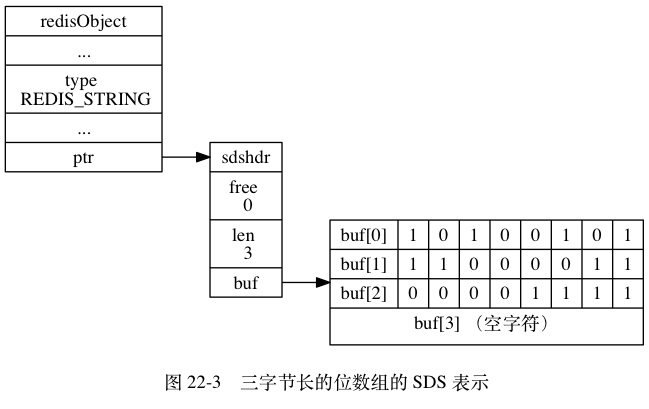 redisObject
...
type
REDIS_STRING
...
ptr
sdshdr
free
0
len
3
buf
buf[0] 1 0 1 0 0 1 0 1
buf[1] 1 1 0 0 0 0 1 1
buf[2] 0 0 0 0 1 1 1 1
buf[3] （空字符）
图 22-3 三字节长的位数组的 SDS 表示